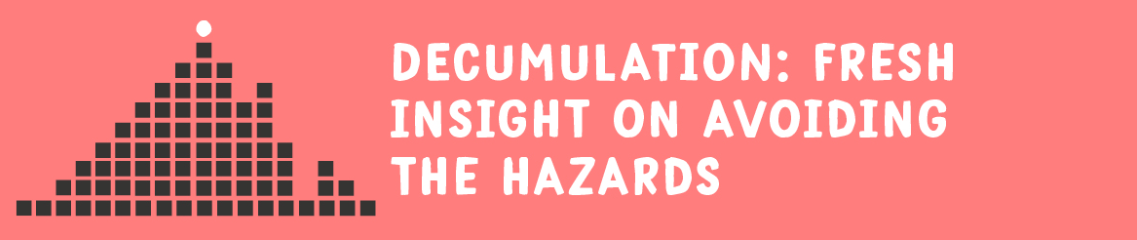 DECUMULATION: FRESH
INSIGHT ON AVOIDING
THE HAZARDS